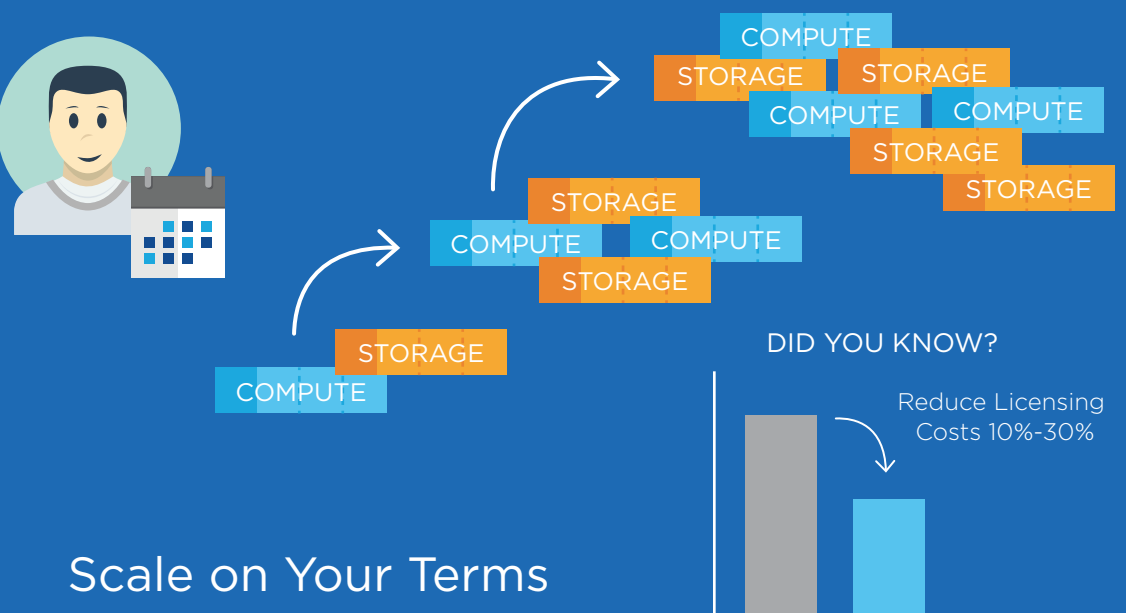 COMPUTE
STORAGE
STORAGE
COMPUTE
COMPUTE
STORAGE
STORAGE
STORAGE
COMPUTE
COMPUTE
STORAGE
STORAGE
COMPUTE
DID YOU KNOW?
Reduce Licensing
Costs 10%-30%
Scale on Your Terms